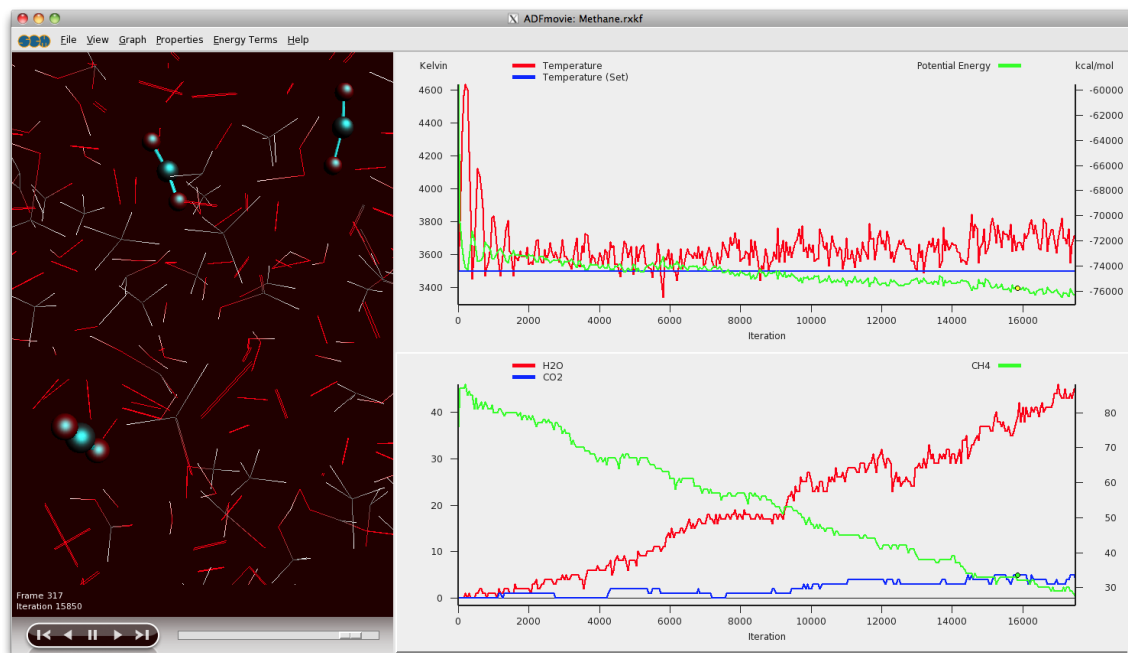 ADFmovie: Methane.rxkf
SCM File View Graph Properties Energy Terms Help
Kelvin Temperature Potential Energy kcal/mol
Temperature (Set)
4600 -60000
4400 -62000
-64000
4200 -66000
4000 -68000
3800 -70000
-72000
3600 -74000
3400 -76000
0 2000 4000 6000 8000 10000 12000 14000 16000
Iteration
H2O CH4
CO2
40 80
70
30 60
20 50
10 40
0 30
0 2000 4000 6000 8000 10000 12000 14000 16000
Iteration
Frame 317
Iteration 15850